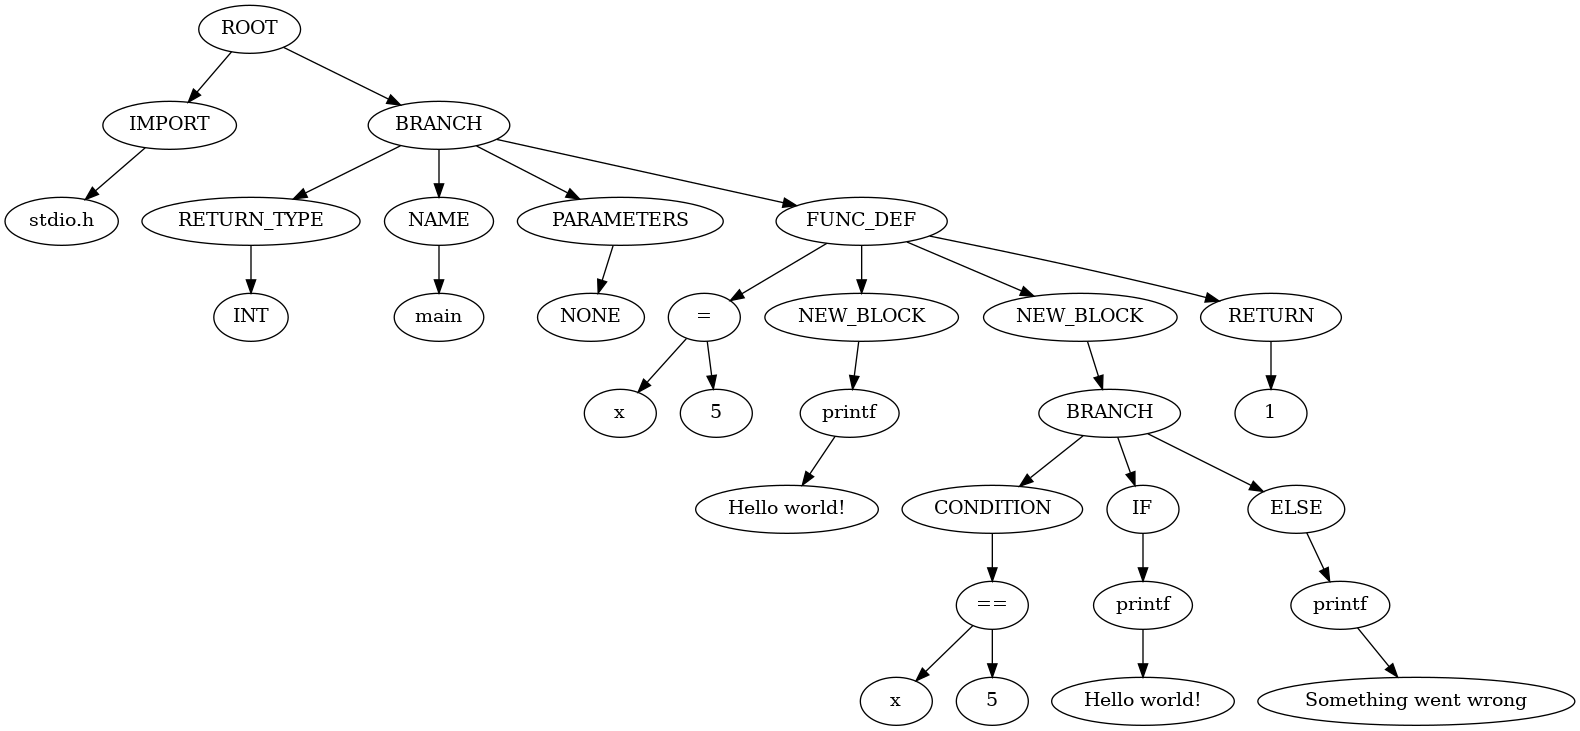 ROOT
IMPORT
BRANCH
stdio.h
RETURN_TYPE
NAME
PARAMETERS
FUNC_DEF
INT
main
NONE
=
NEW_BLOCK
NEW_BLOCK
RETURN
x
5
printf
BRANCH
1
Hello world!
CONDITION
IF
ELSE
==
printf
printf
x
5
Hello world!
Something went wrong